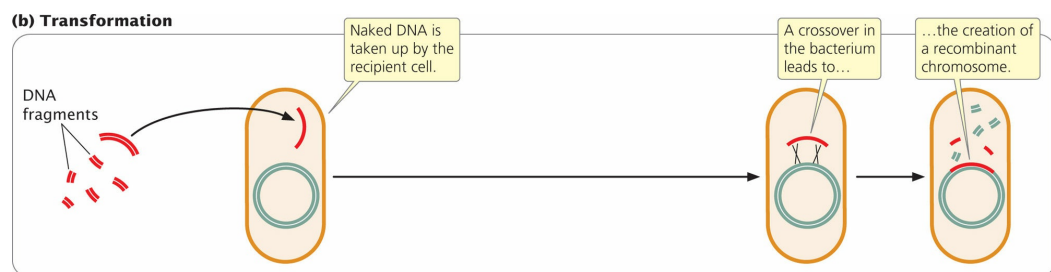 (b) Transformation
Naked DNA is
taken up by the
recipient cell.
A crossover in
the bacterium
leads to…
…the creation of
a recombinant
chromosome.
DNA
fragments